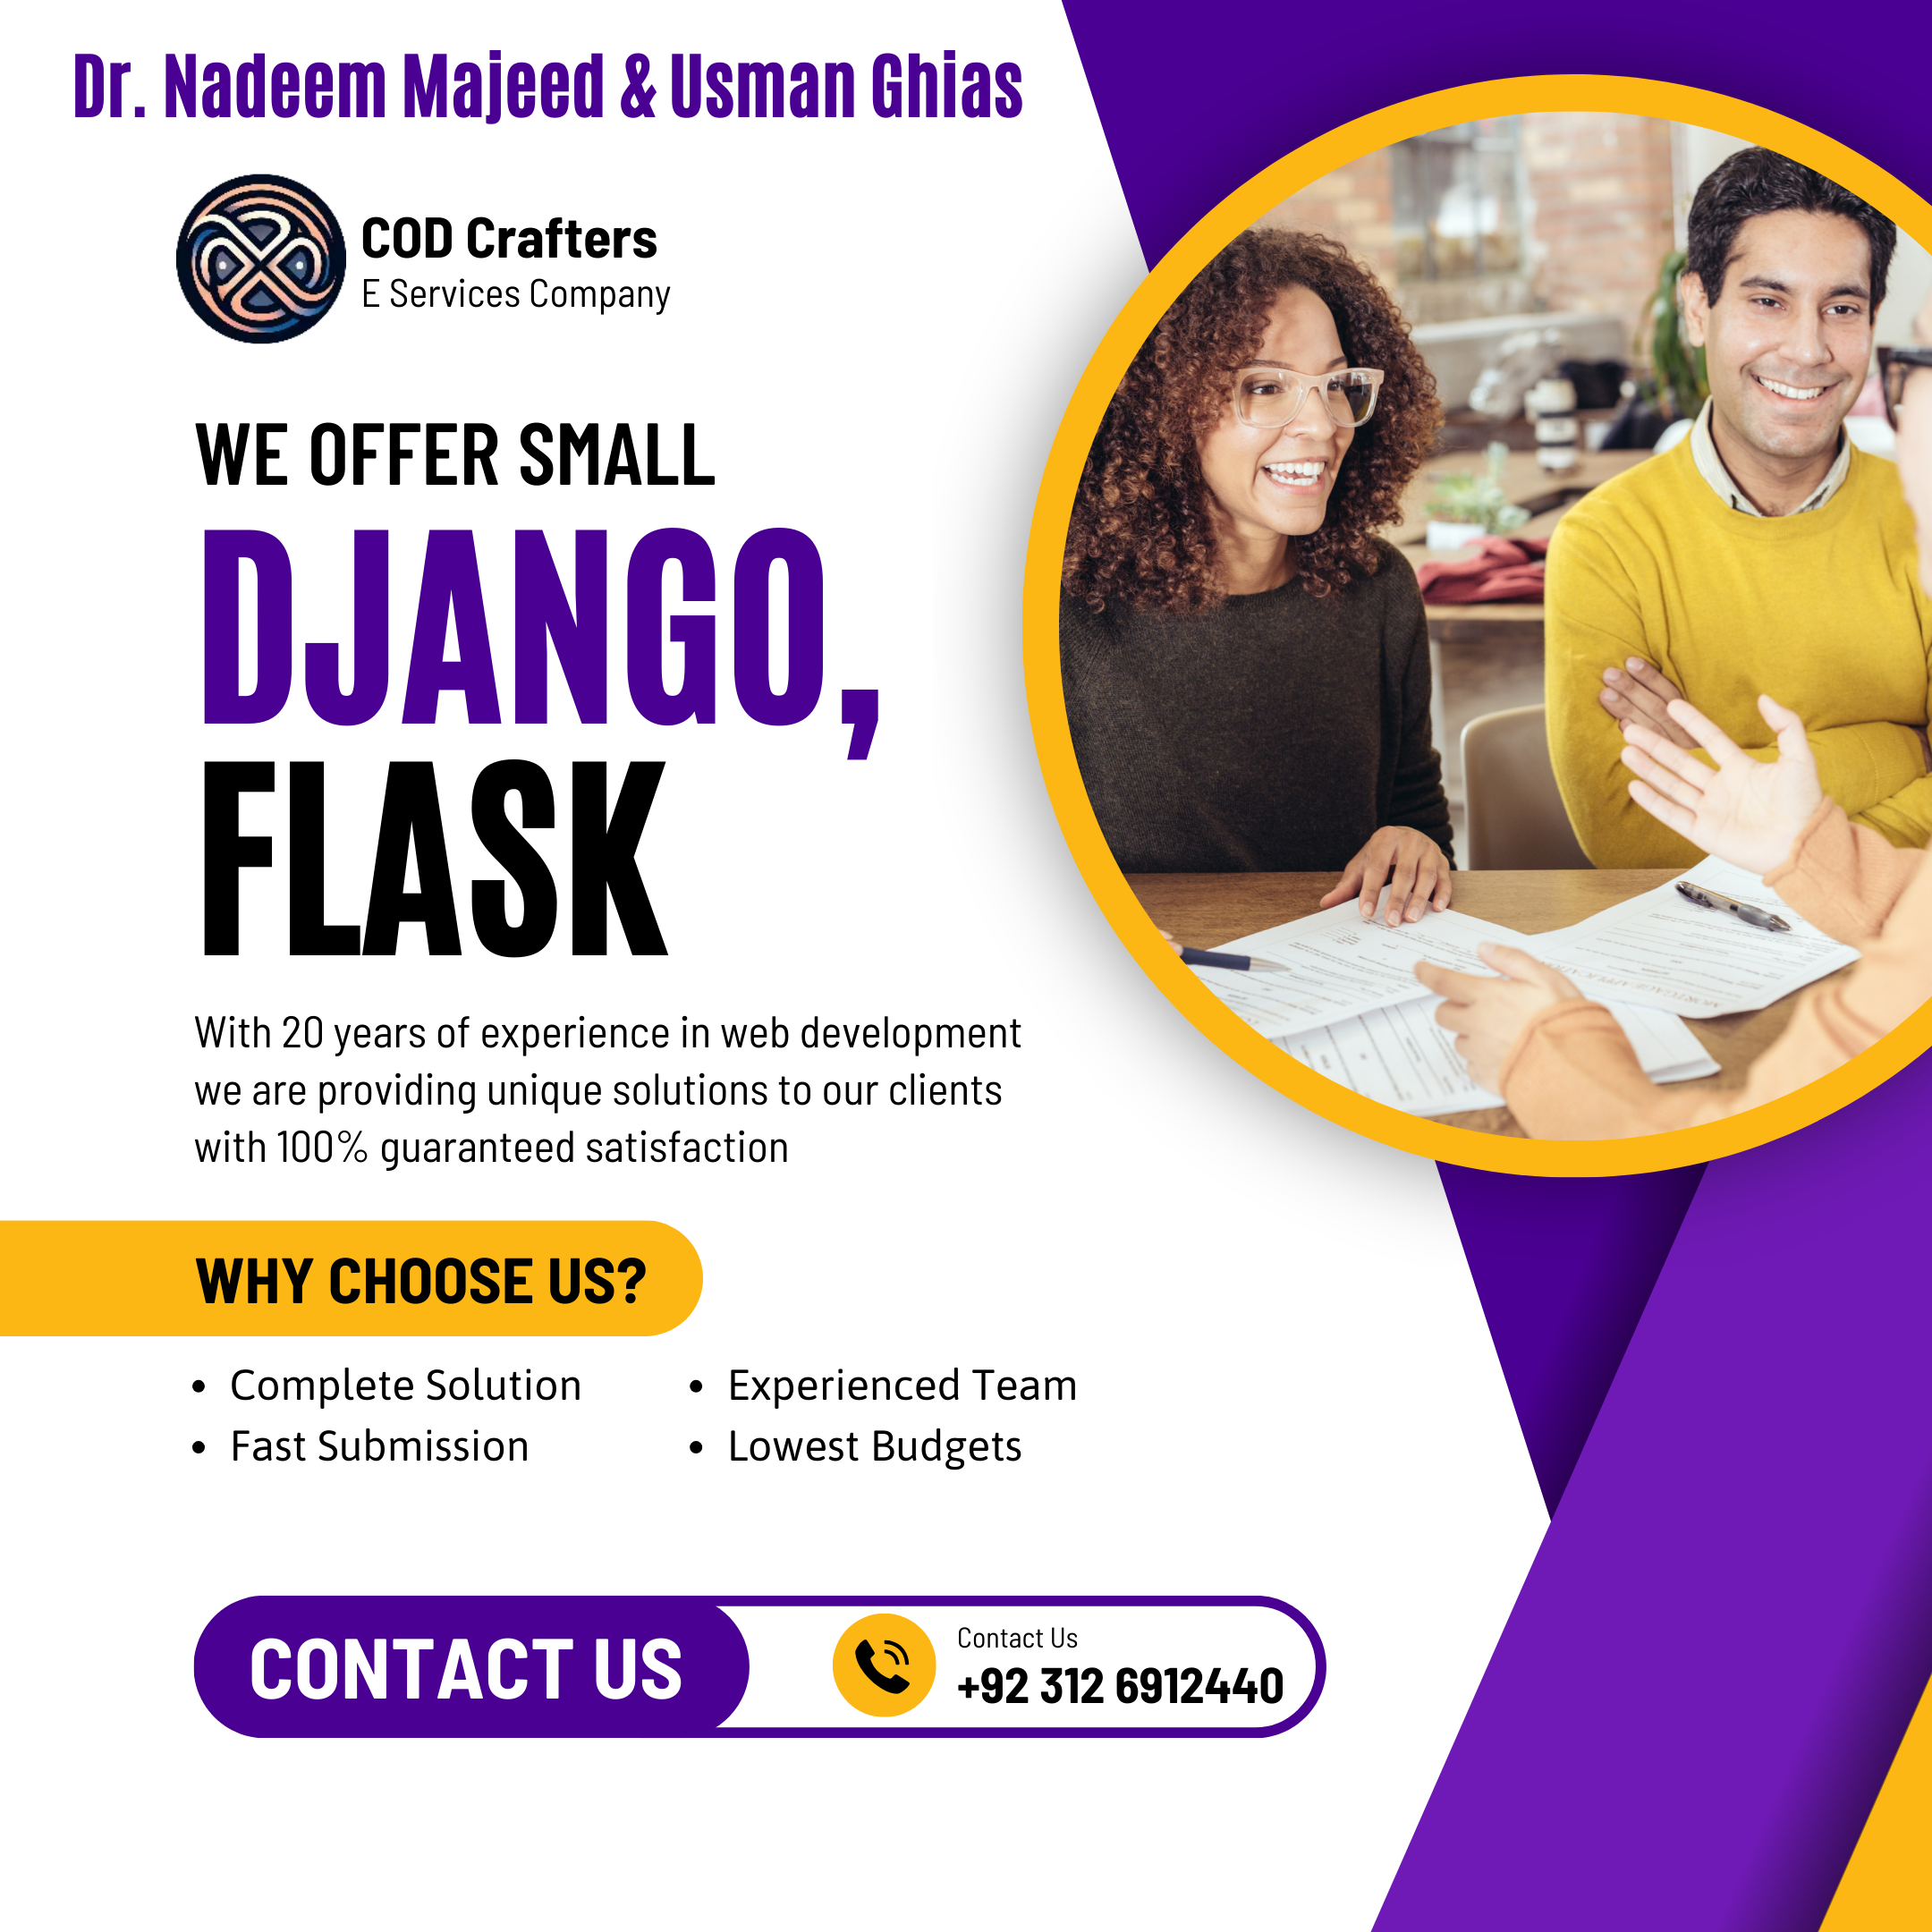 Dr. Nadeem Majeed & Usman Ghias
COD Crafters
E Services Company
WE OFFER SMALL
DJANGO,
FLASK
With 20 years of experience in web development
we are providing unique solutions to our clients
with 100% guaranteed satisfaction
WHY CHOOSE US?
• Complete Solution
• Fast Submission
• Experienced Team
• Lowest Budgets
CONTACT US
Contact Us
+92 312 6912440